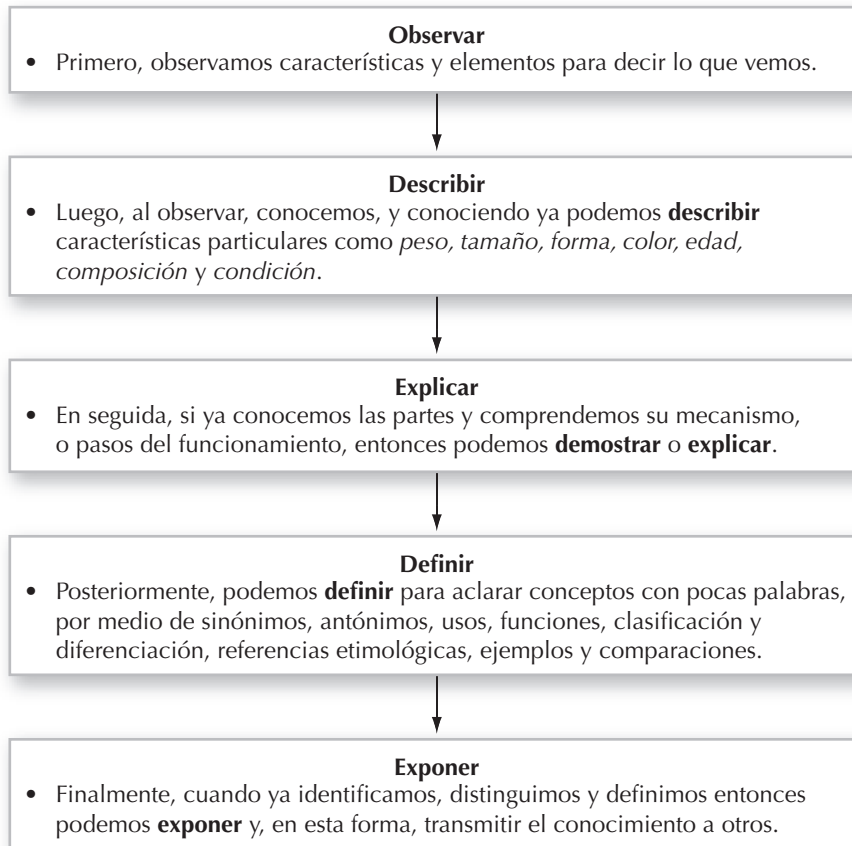 Observar
• Primero, observamos características y elementos para decir lo que vemos.
Describir
• Luego, al observar, conocemos, y conociendo ya podemos describir
características particulares como peso, tamaño, forma, color, edad,
composición y condición.
Explicar
• En seguida, si ya conocemos las partes y comprendemos su mecanismo,
o pasos del funcionamiento, entonces podemos demostrar o explicar.
Definir
• Posteriormente, podemos definir para aclarar conceptos con pocas palabras,
por medio de sinónimos, antónimos, usos, funciones, clasificación y
diferenciación, referencias etimológicas, ejemplos y comparaciones.
Exponer
• Finalmente, cuando ya identificamos, distinguimos y definimos entonces
podemos exponer y, en esta forma, transmitir el conocimiento a otros.